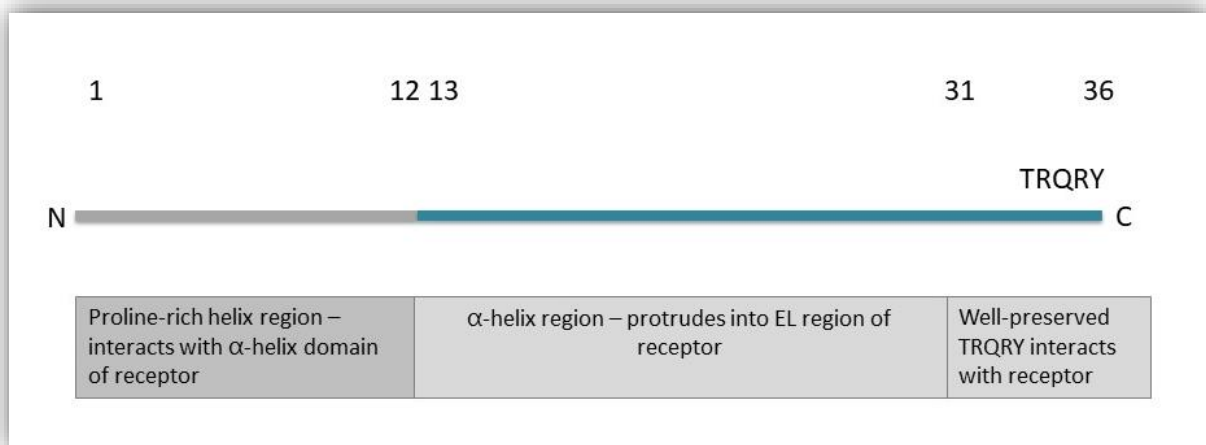 1 12 13 31 36
TRQRY
N C
Proline-rich helix region –
interacts with α-helix domain
of receptor
α-helix region – protrudes into EL region of
receptor
Well-preserved
TRQRY interacts
with receptor